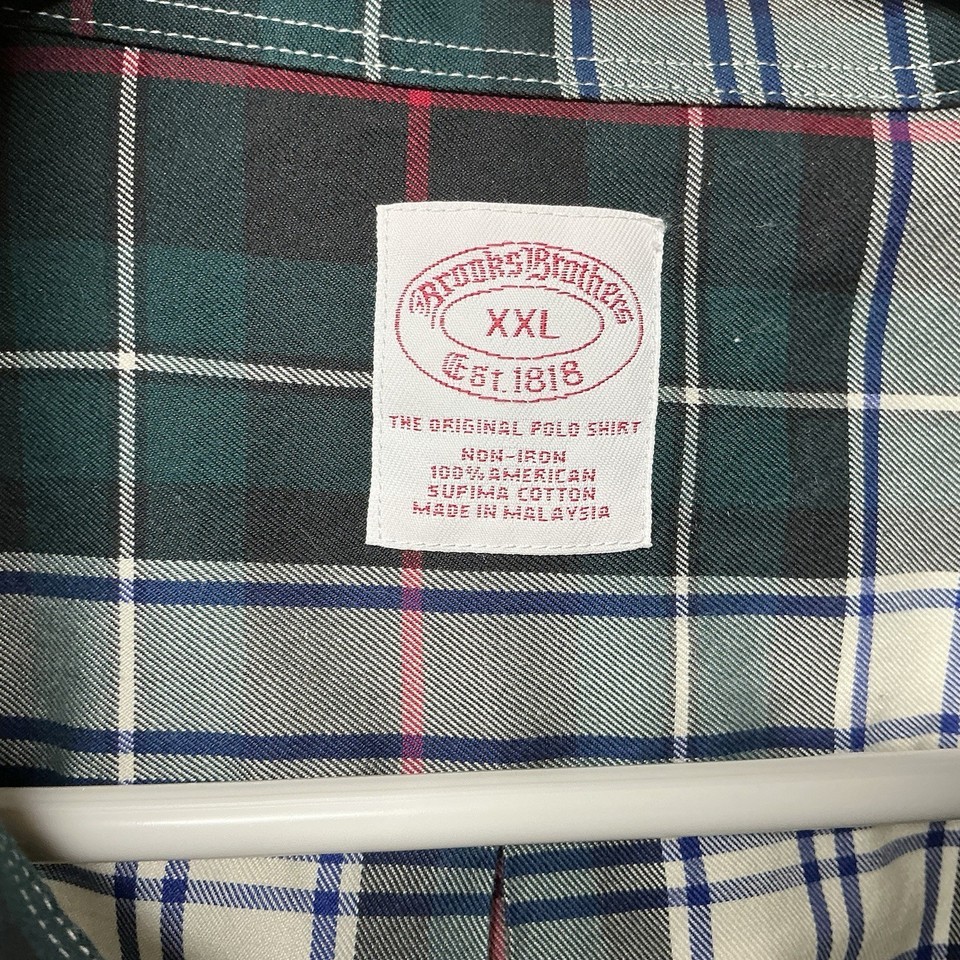 Brooks Brothers
XXL
Est. 1818
THE ORIGINAL POLO SHIRT
NON-IRON
100% AMERICAN
SUPIMA COTTON
MADE IN MALAYSIA